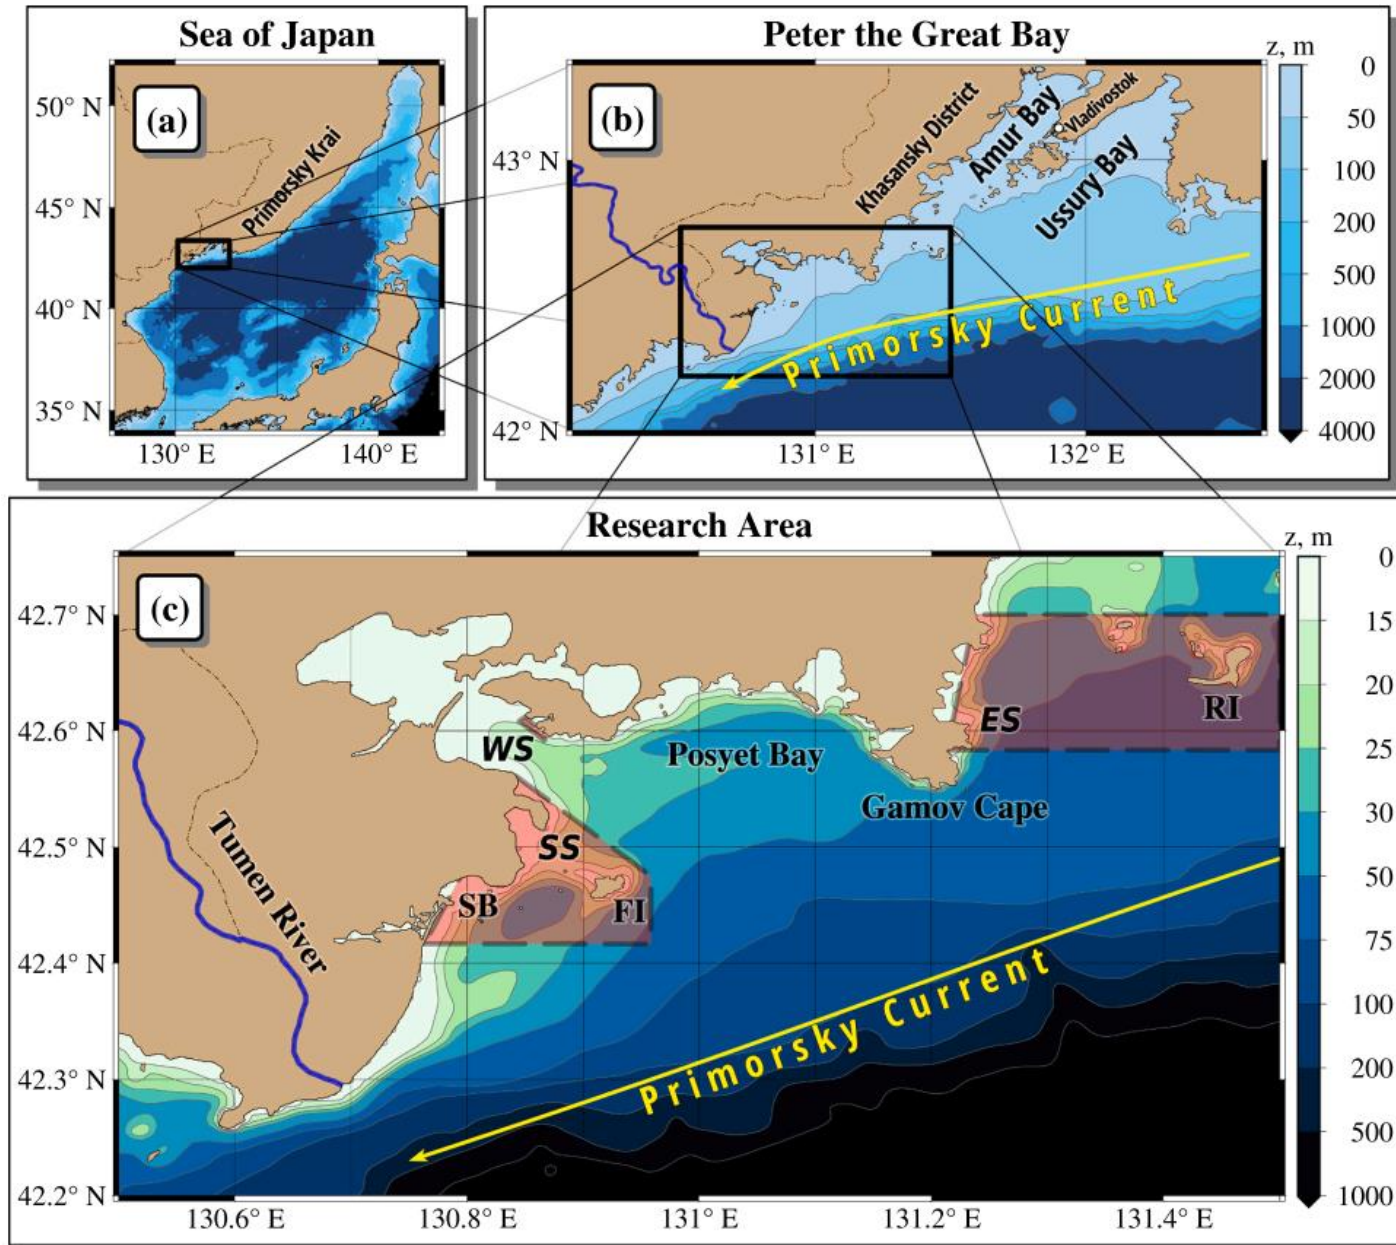 Sea of Japan
(a)
50° N
45° N
40° N
35° N
130° E
140° E
Primorsky Krai
Peter the Great Bay
(b)
43° N
42° N
131° E
132° E
Khasansky District
Amur Bay
Vladivostok
Ussury Bay
Primorsky Current
z, m
0
50
100
200
500
1000
2000
4000
Research Area
(c)
42.7° N
42.6° N
42.5° N
42.4° N
42.3° N
42.2° N
130.6° E
130.8° E
131° E
131.2° E
131.4° E
WS
Posyet Bay
ES
RI
Gamov Cape
SS
SB
FI
Tumen River
Primorsky Current
z, m
0
15
20
25
30
50
75
100
200
500
1000